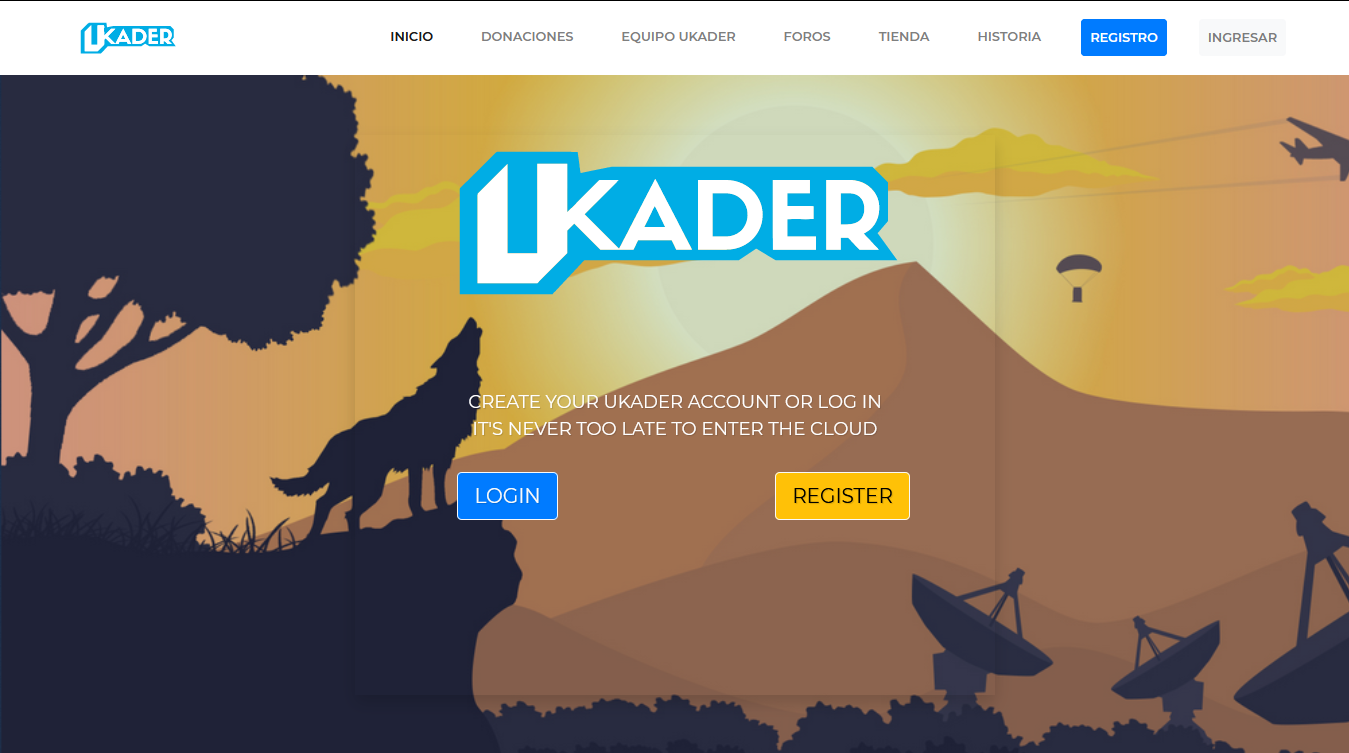 UKADER
INICIO
DONACIONES
EQUIPO UKADER
FOROS
TIENDA
HISTORIA
REGISTRO
INGRESAR
UKADER
CREATE YOUR UKADER ACCOUNT OR LOG IN
IT'S NEVER TOO LATE TO ENTER THE CLOUD
LOGIN
REGISTER